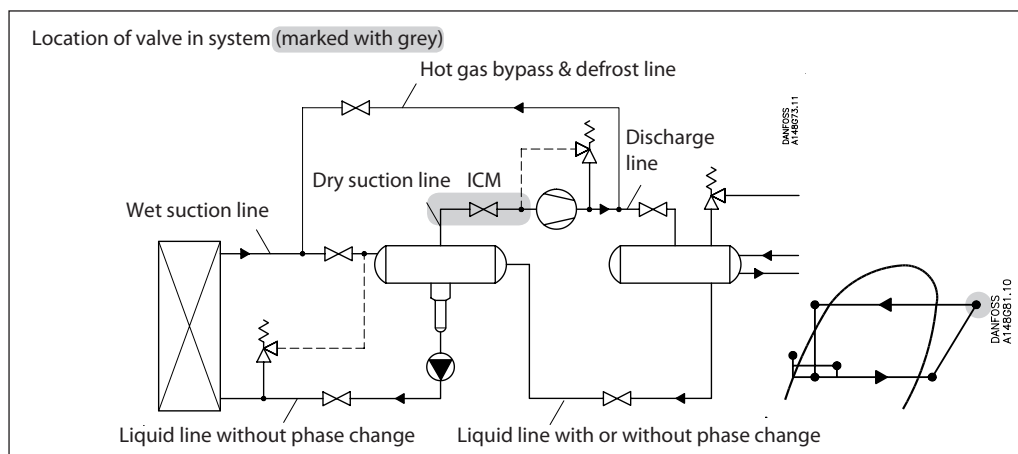 Location of valve in system (marked with grey)
Hot gas bypass & defrost line
DANFOSS
A148G73.11
Discharge
line
Dry suction line
ICM
Wet suction line
DANFOSS
A148G81.10
Liquid line without phase change
Liquid line with or without phase change